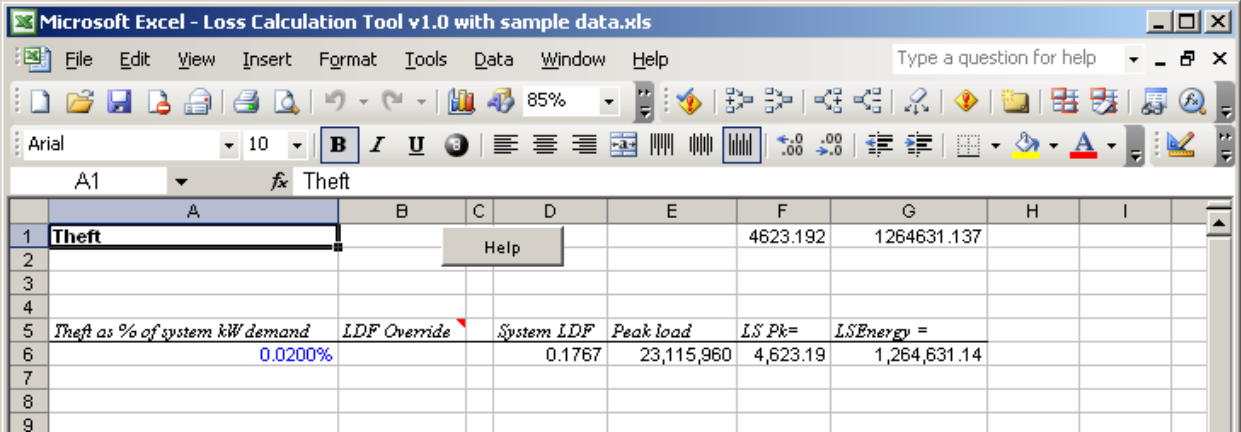 Microsoft Excel - Loss Calculation Tool v1.0 with sample data.xls
File Edit View Insert Format Tools Data Window Help Type a question for help
85%
Arial 10 B I U
A1 fx Theft
A B C D E F G H I
1 Theft Help 4623.192 1264631.137
2
3
4
5 Theft as % of system kW demand LDF Override System LDF Peak load LS Pk= LSEnergy =
6 0.0200% 0.1767 23,115,960 4,623.19 1,264,631.14
7
8
9